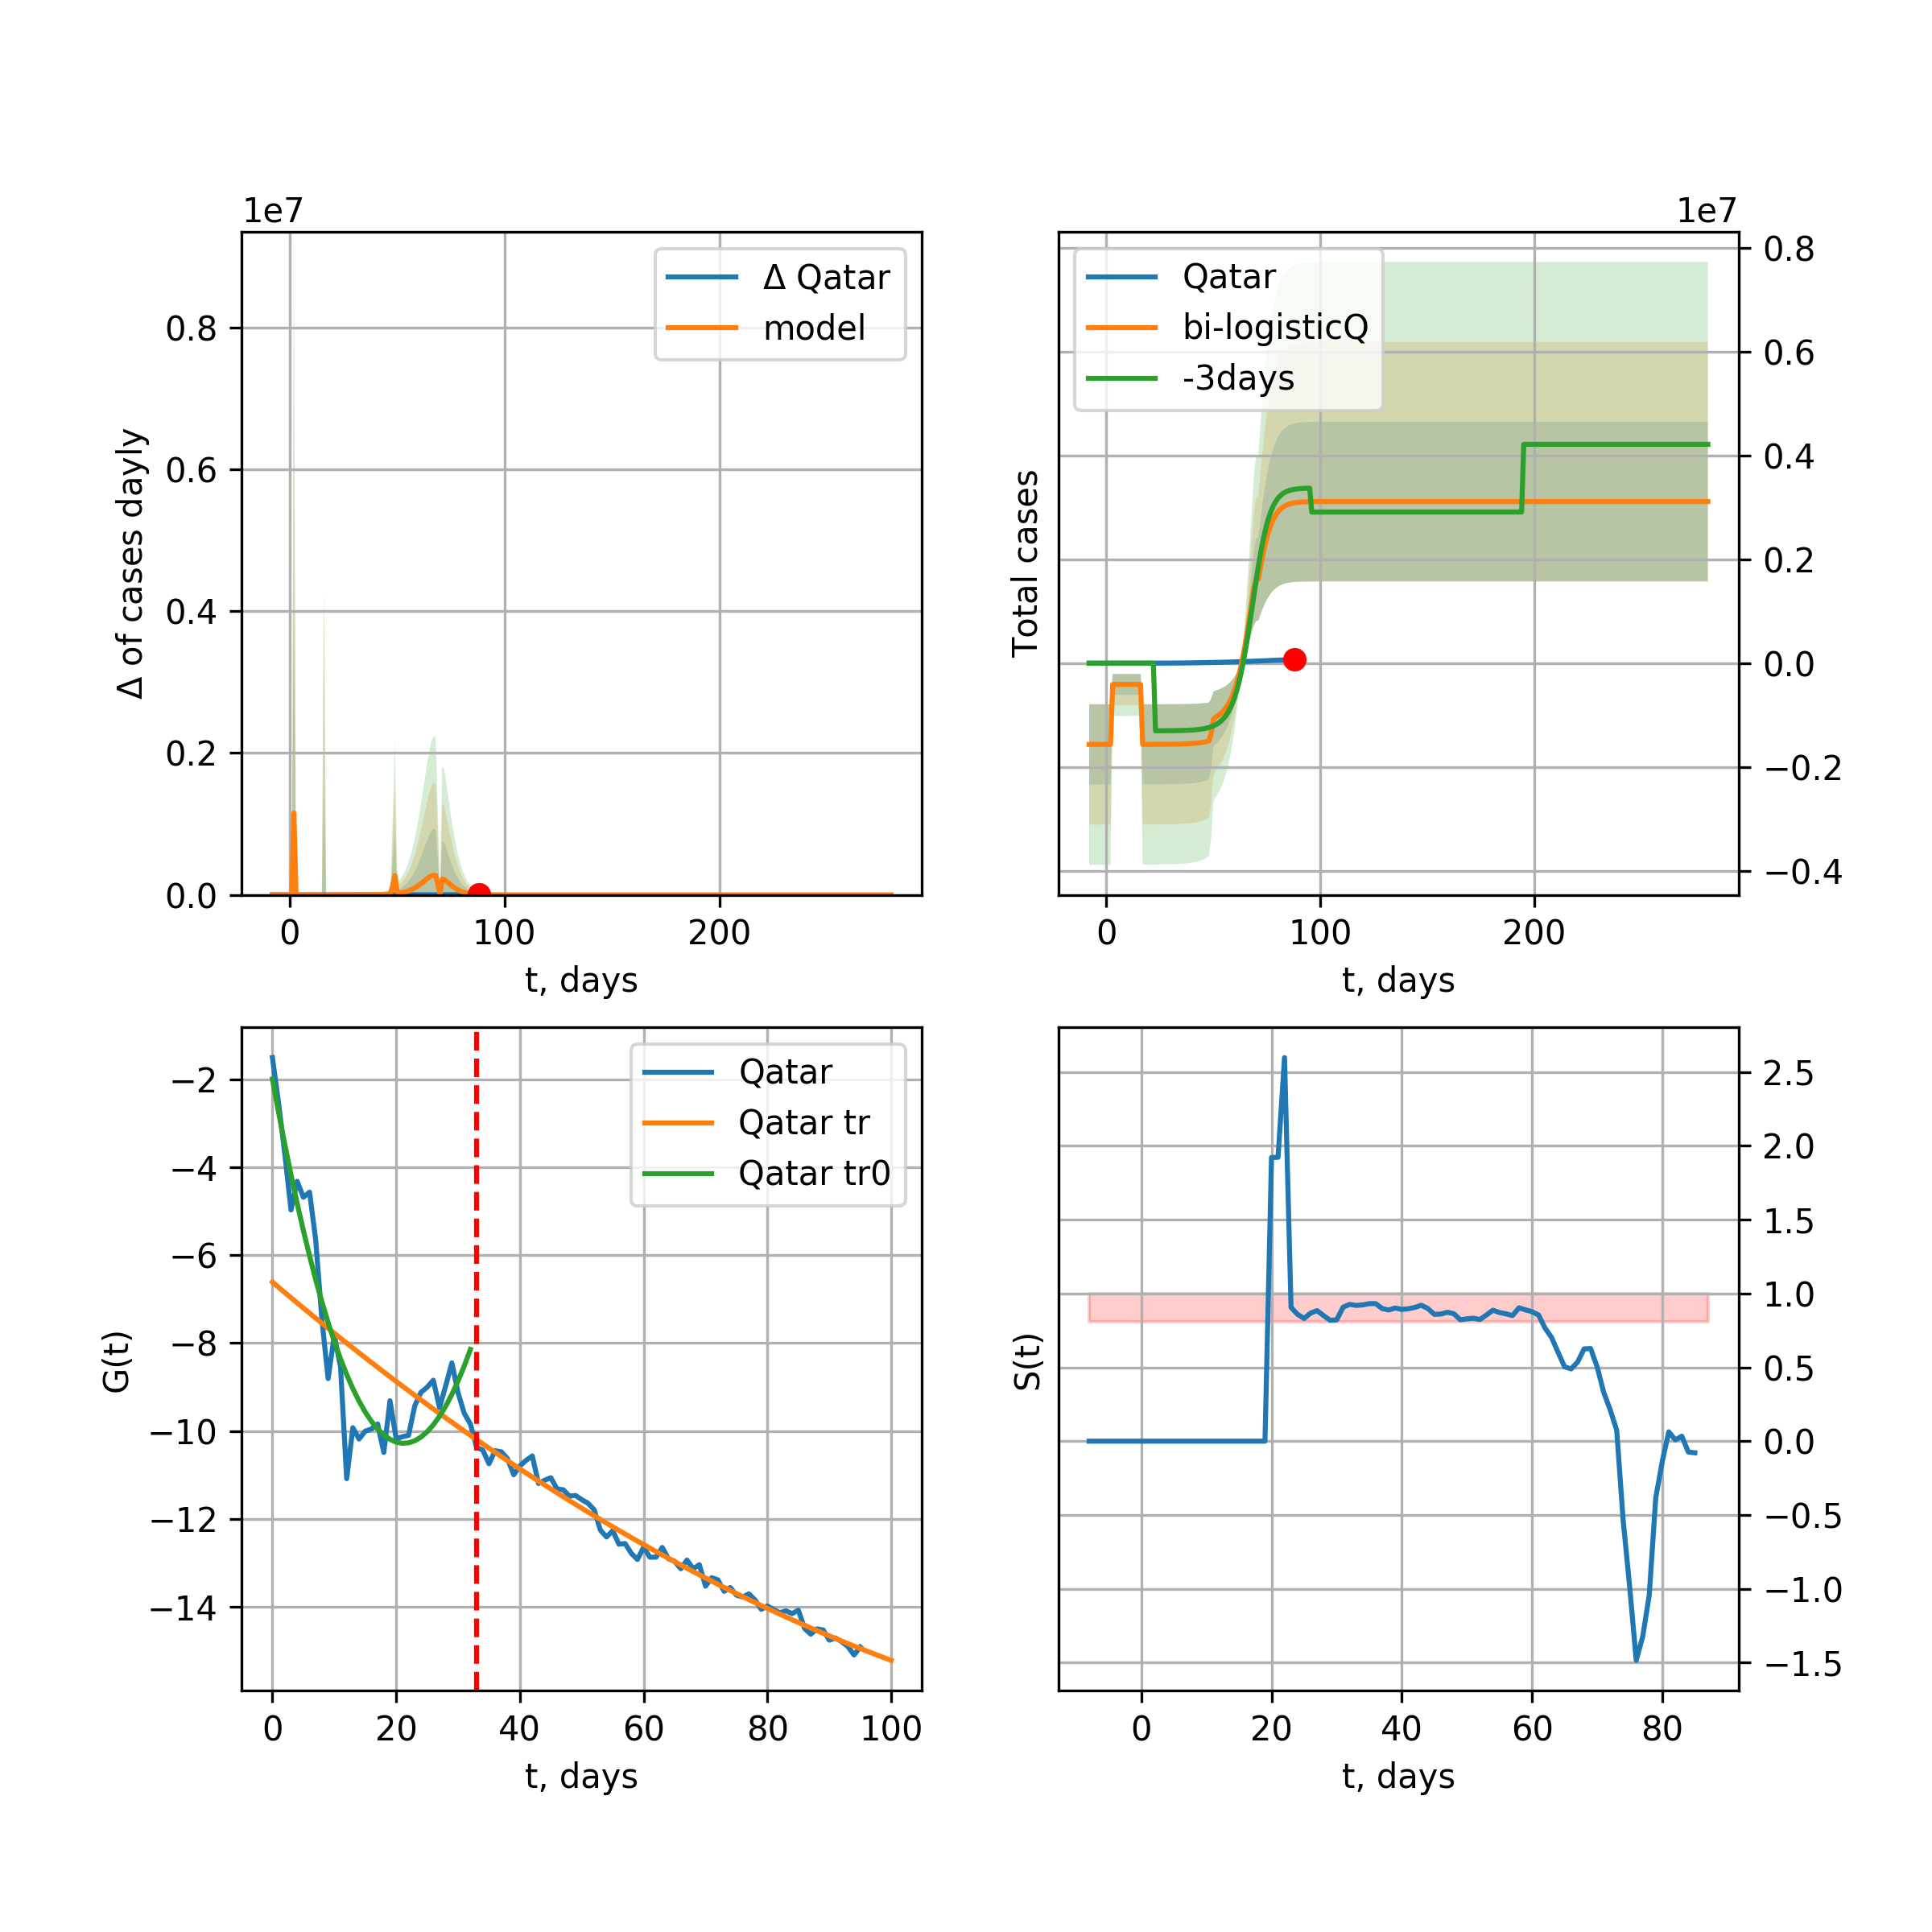 1e7
Δ Qatar
model
0.8
0.6
0.4
0.2
0.0
Δ of cases dayly
0
100
200
t, days
1e7
Qatar
bi-logisticQ
-3days
0.8
0.6
0.4
0.2
0.0
−0.2
−0.4
Total cases
0
100
200
t, days
Qatar
Qatar tr
Qatar tr0
−2
−4
−6
−8
−10
−12
−14
G(t)
0
20
40
60
80
100
t, days
2.5
2.0
1.5
1.0
0.5
0.0
−0.5
−1.0
−1.5
S(t)
0
20
40
60
80
t, days